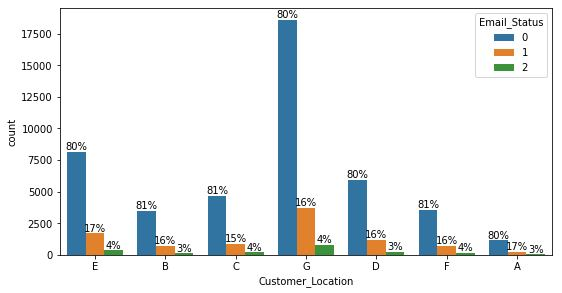 Email_Status
0
1
2
count
17500
15000
12500
10000
7500
5000
2500
0
80% 17% 4%
81% 16% 3%
81% 15% 4%
80% 16% 4%
80% 16% 3%
81% 16% 4%
80% 17% 3%
E B C G D F A
Customer_Location